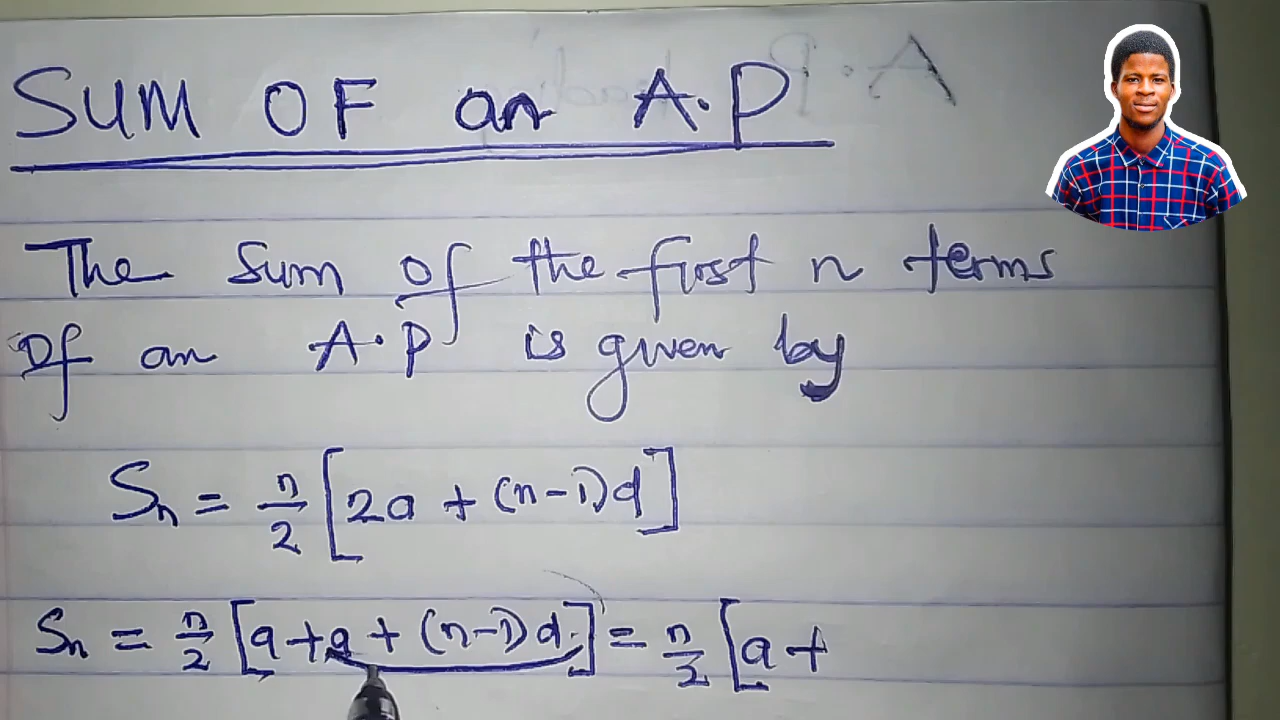 SUM OF an A.P
The Sum of the first n terms
Of an A.P is given by
Sn = n/2 [2a + (n-1)d]
Sn = n/2 [a + a + (n-1)d] = n/2 [a +